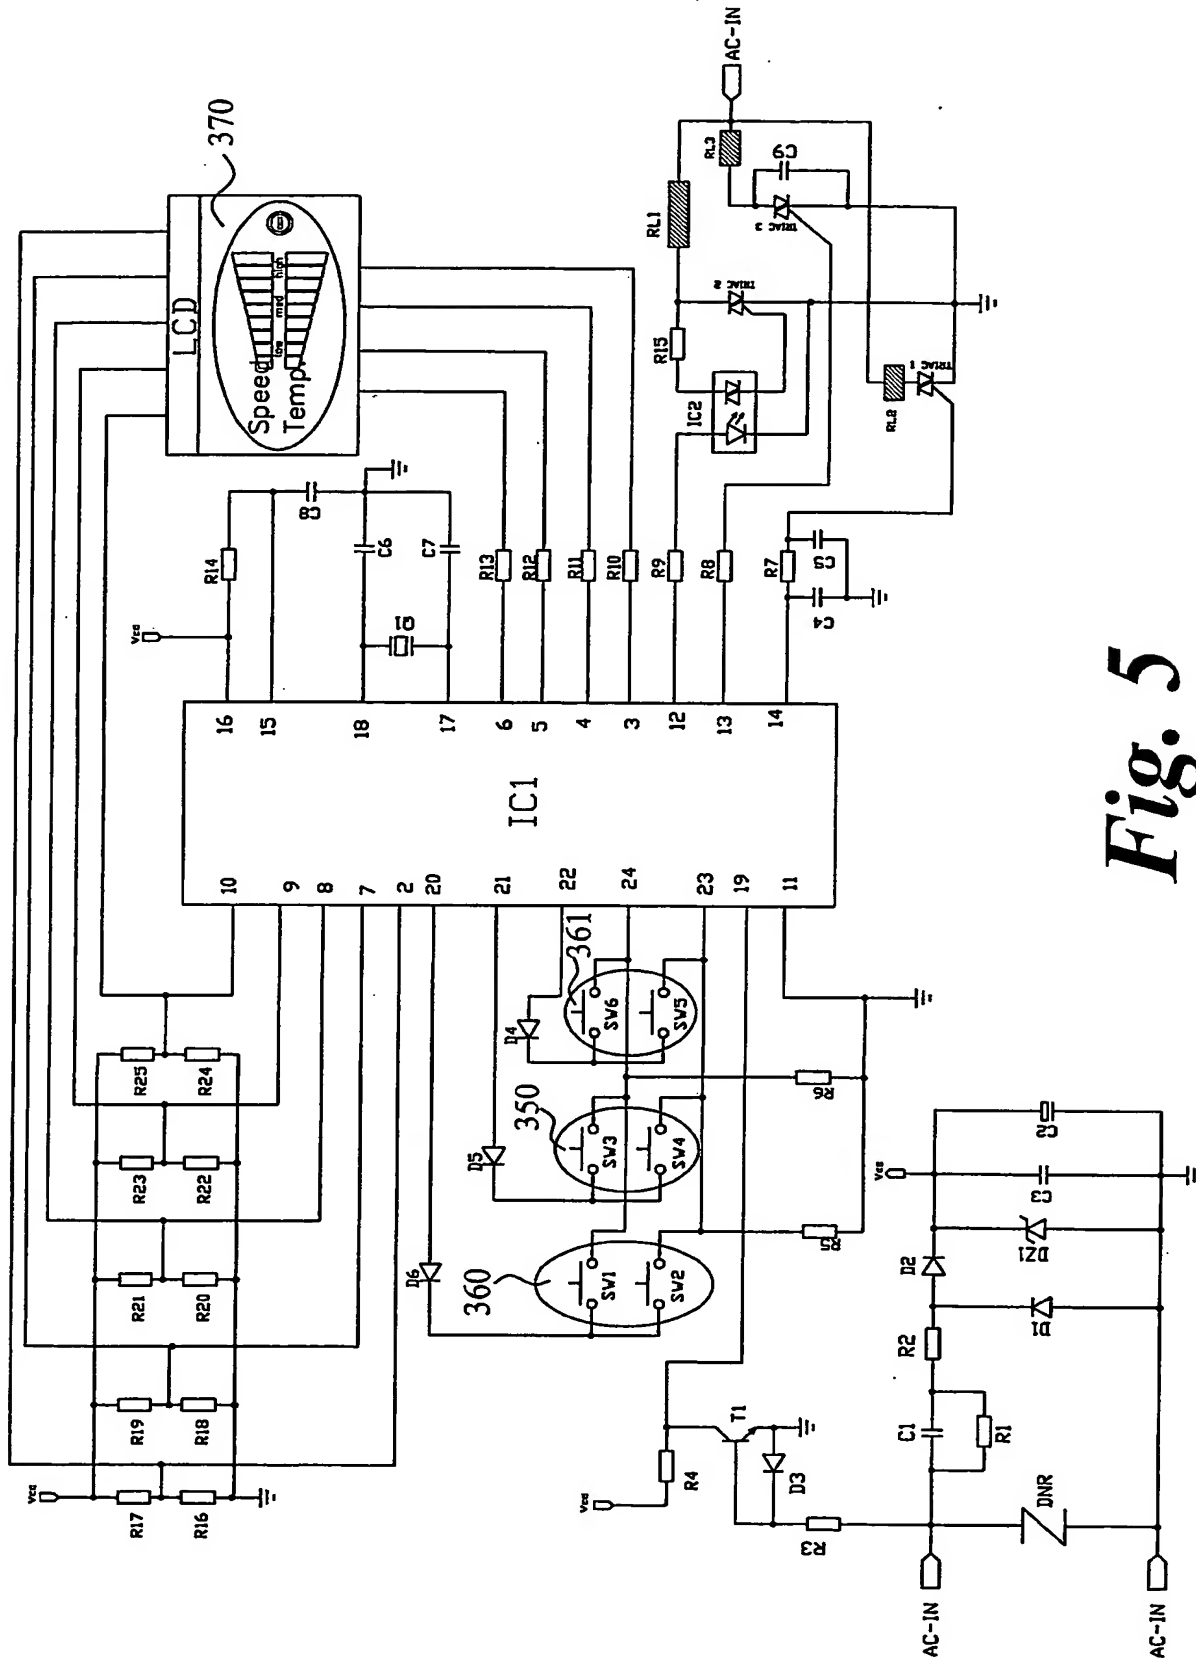 370
LCD
Speed
Temp.
low
med
high
AC-IN
RL1
RL3
C9
TRIAC 3
TRIAC 2
R15
IC2
RL2
TRIAC 1
Vcc
R14
C8
C6
C7
Q1
R13
R12
R11
R10
R9
R8
R7
C5
C4
16
15
18
17
6
5
4
3
12
13
14
IC1
10
9
8
7
2
20
21
22
24
23
19
11
R25
R24
R23
R22
R21
R20
R19
R18
R17
R16
Vcc
D4
SW6
SW5
361
D5
SW3
SW4
350
D6
SW1
SW2
360
R6
R5
Vcc
R4
T1
D3
R3
Vcc
C2
C3
DZ1
D2
D1
R2
C1
R1
DNR
AC-IN
AC-IN
Fig. 5